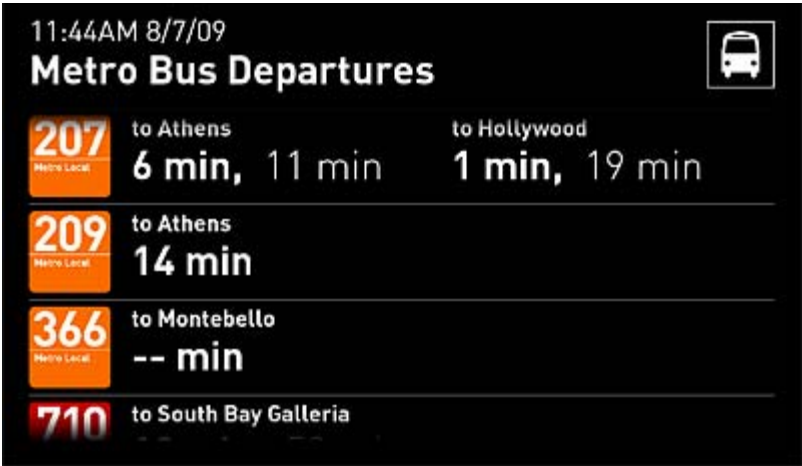 11:44AM 8/7/09
Metro Bus Departures
207 Metro Local
to Athens
6 min, 11 min
to Hollywood
1 min, 19 min
209 Metro Local
to Athens
14 min
366 Metro Local
to Montebello
-- min
710
to South Bay Galleria